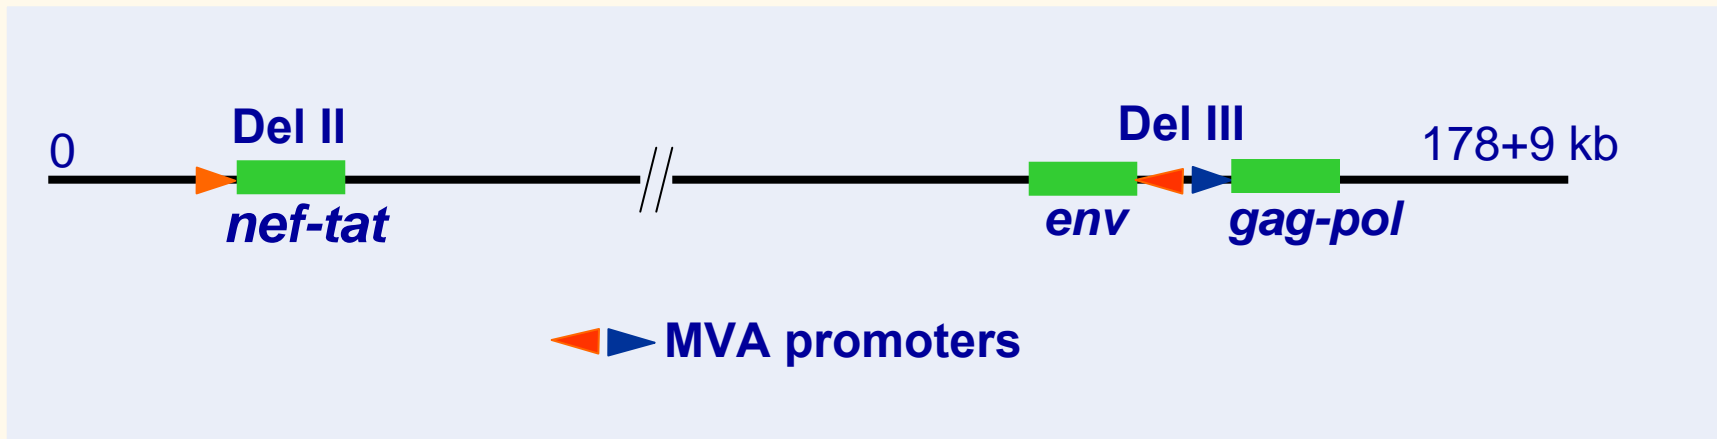 0
Del II
Del III
178+9 kb
nef-tat
env
gag-pol
MVA promoters